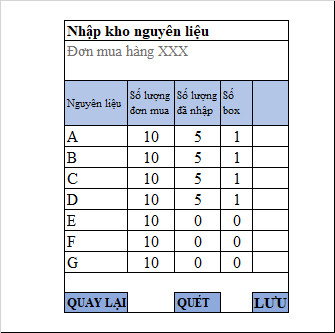 Nhập kho nguyên liệu
Đơn mua hàng XXX
Nguyên liệu Số lượng đơn mua Số lượng đã nhập Số box
A 10 5 1
B 10 5 1
C 10 5 1
D 10 5 1
E 10 0 0
F 10 0 0
G 10 0 0
QUAY LẠI QUÉT LƯU